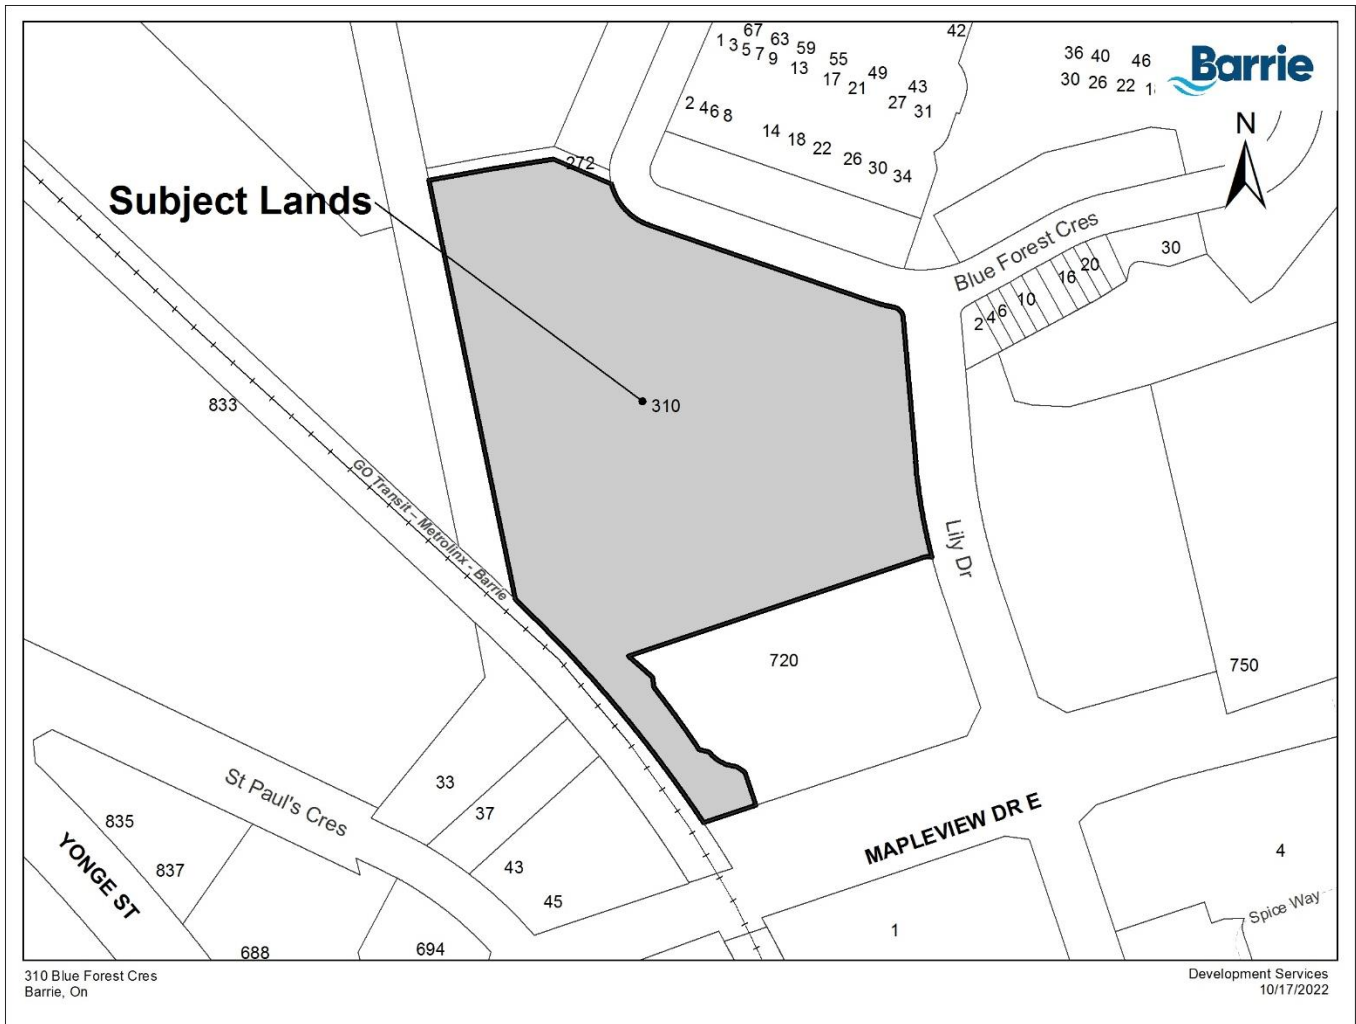 67
63
59
55
49
43
42
1 3 5 7 9
13
17
21
27
31
36 40 46
30 26 22
Barrie
2 4 6 8
14
18
22
26
30
34
N
272
Subject Lands
Blue Forest Cres
30
2 4 6
10
16
20
833
310
GO Transit – Metrolinx - Barrie
Lily Dr
720
750
33
37
43
45
St Paul's Cres
835
837
YONGE ST
688
694
MAPLEVIEW DR E
4
1
Spice Way
310 Blue Forest Cres
Barrie, On
Development Services
10/17/2022